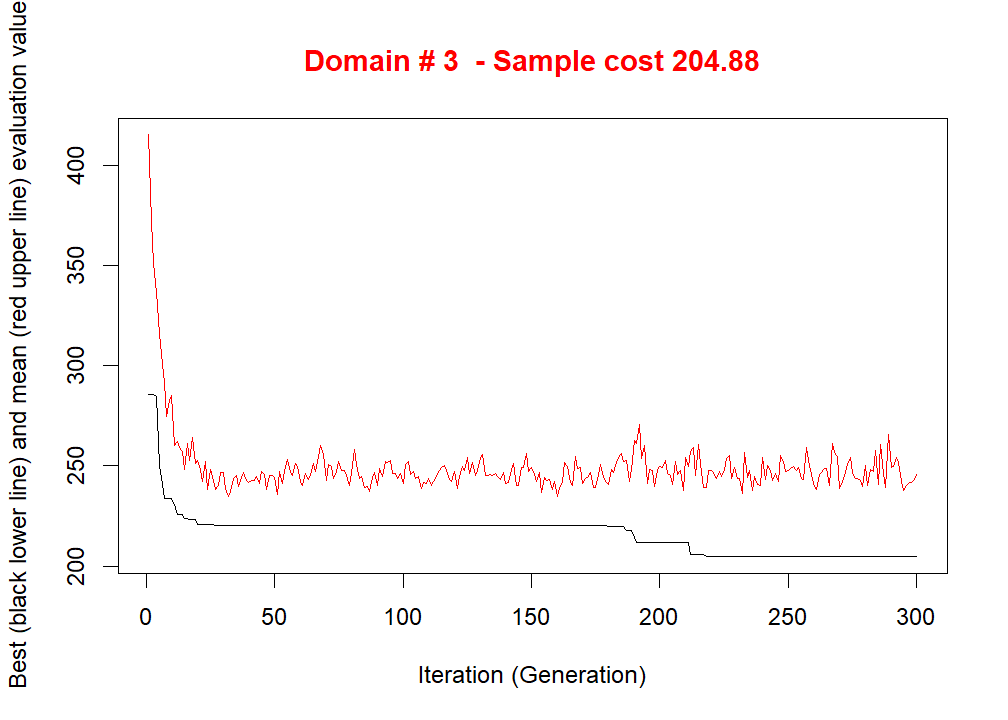 Domain # 3  - Sample cost 204.88
Best (black lower line) and mean (red upper line) evaluation value
400
350
300
250
200
0 50 100 150 200 250 300
Iteration (Generation)